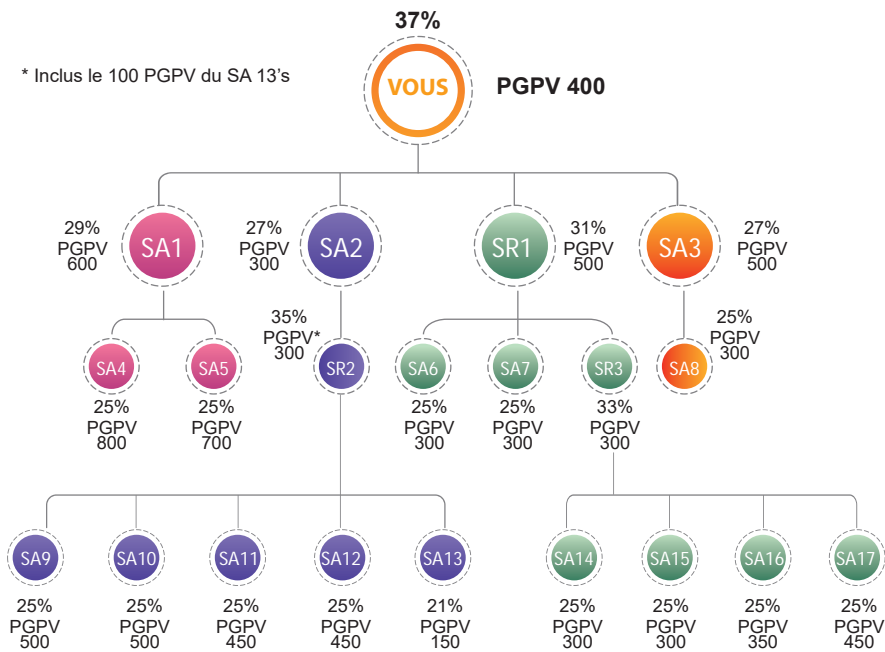 37%
* Inclus le 100 PGPV du SA 13's
VOUS
PGPV 400
29%
PGPV
600
SA1
27%
PGPV
300
SA2
SR1
31%
PGPV
500
SA3
27%
PGPV
500
SA4
25%
PGPV
800
SA5
25%
PGPV
700
35%
PGPV*
300
SR2
SA6
25%
PGPV
300
SA7
25%
PGPV
300
SR3
33%
PGPV
300
SA8
25%
PGPV
300
SA9
25%
PGPV
500
SA10
25%
PGPV
500
SA11
25%
PGPV
450
SA12
25%
PGPV
450
SA13
21%
PGPV
150
SA14
25%
PGPV
300
SA15
25%
PGPV
300
SA16
25%
PGPV
350
SA17
25%
PGPV
450